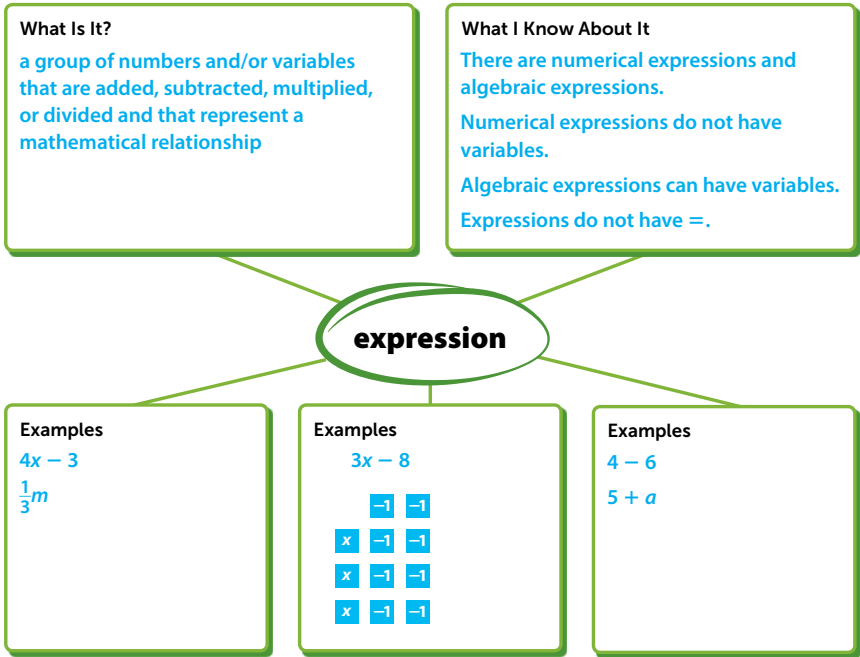 What Is It?
a group of numbers and/or variables
that are added, subtracted, multiplied,
or divided and that represent a
mathematical relationship
What I Know About It
There are numerical expressions and
algebraic expressions.
Numerical expressions do not have
variables.
Algebraic expressions can have variables.
Expressions do not have =.
expression
Examples
4x − 3
1/3 m
Examples
3x − 8
−1 −1
x −1 −1
x −1 −1
x −1 −1
Examples
4 − 6
5 + a